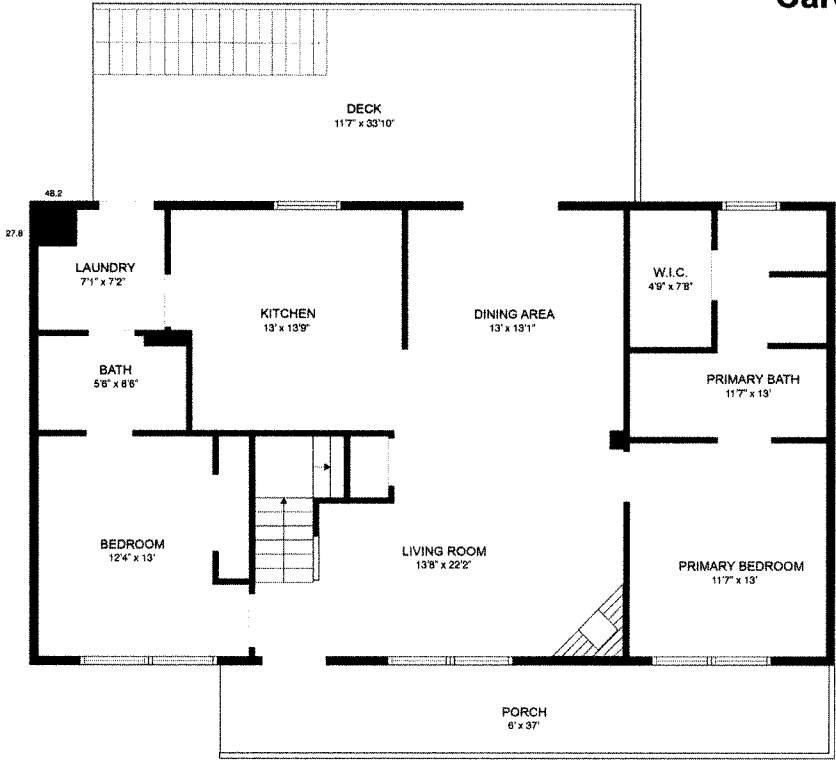 DECK
11'7" x 33'10"
48.2
27.8
LAUNDRY
7'1" x 7'2"
KITCHEN
13' x 13'9"
DINING AREA
13' x 13'1"
W.I.C.
4'9" x 7'8"
BATH
5'6" x 8'6"
PRIMARY BATH
11'7" x 13'
BEDROOM
12'4" x 13'
LIVING ROOM
13'8" x 22'2"
PRIMARY BEDROOM
11'7" x 13'
PORCH
6' x 37'